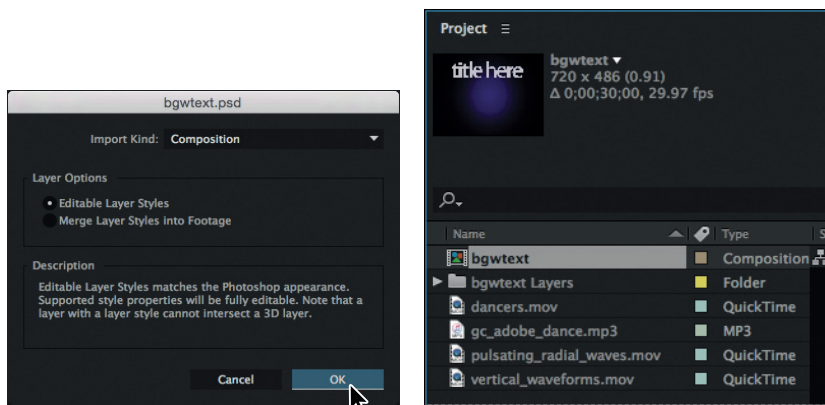 bgwtext.psd
Import Kind: Composition
Layer Options
Editable Layer Styles
Merge Layer Styles into Footage
Description
Editable Layer Styles matches the Photoshop appearance.
Supported style properties will be fully editable. Note that a
layer with a layer style cannot intersect a 3D layer.
Cancel OK
Project
title here
bgwtext
720 x 486 (0.91)
Δ 0;00;30;00, 29.97 fps
Name Type S
bgwtext Composition
bgwtext Layers Folder
dancers.mov QuickTime
gc_adobe_dance.mp3 MP3
pulsating_radial_waves.mov QuickTime
vertical_waveforms.mov QuickTime